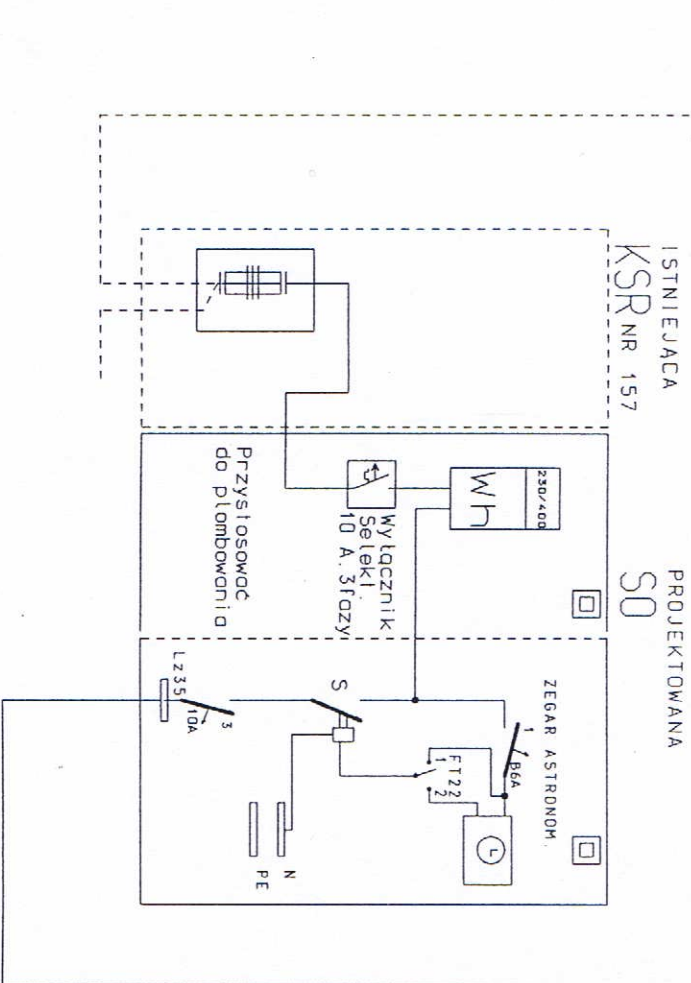 ISTNIEJĄCA
KSR NR 157
PROJEKTOWANA
SO
230/400
Wh
Wyłącznik
Selekt.
10 A. 3fazy
Przystosować
do plombowania
ZEGAR ASTRONOM.
1
B6A
L
FT22
1
2
S
3
10A
Lz35
N
PE